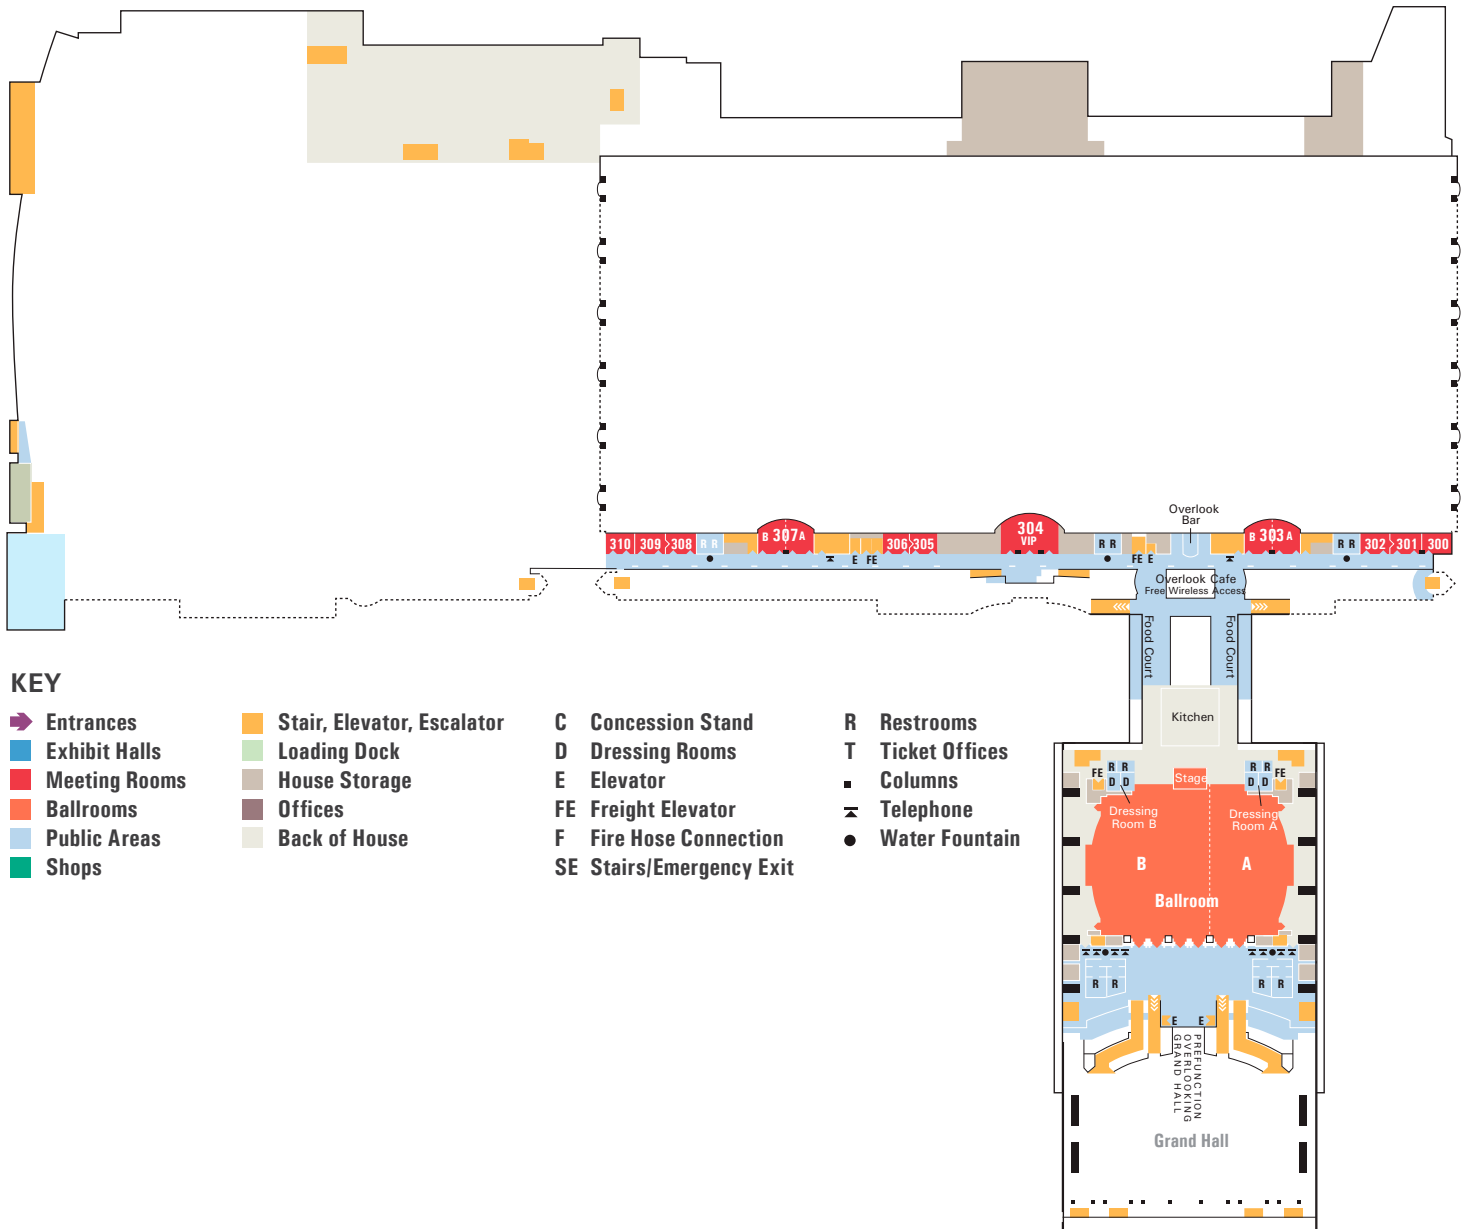 Overlook
Bar
310
309
308
R R
B 307 A
E
FE
306
305
304
VIP
R R
FE
E
B 303 A
R R
302
301
300
Overlook Cafe
Free Wireless Access
Food Court
Food Court
Kitchen
Stage
FE
R R
D D
R R
D D
FE
Dressing
Room B
Dressing
Room A
B
A
Ballroom
R R
R R
E
E
PREFUNCTION
OVERLOOKING
GRAND HALL
Grand Hall
KEY
Entrances
Exhibit Halls
Meeting Rooms
Ballrooms
Public Areas
Shops
Stair, Elevator, Escalator
Loading Dock
House Storage
Offices
Back of House
C Concession Stand
D Dressing Rooms
E Elevator
FE Freight Elevator
F Fire Hose Connection
SE Stairs/Emergency Exit
R Restrooms
T Ticket Offices
Columns
Telephone
Water Fountain